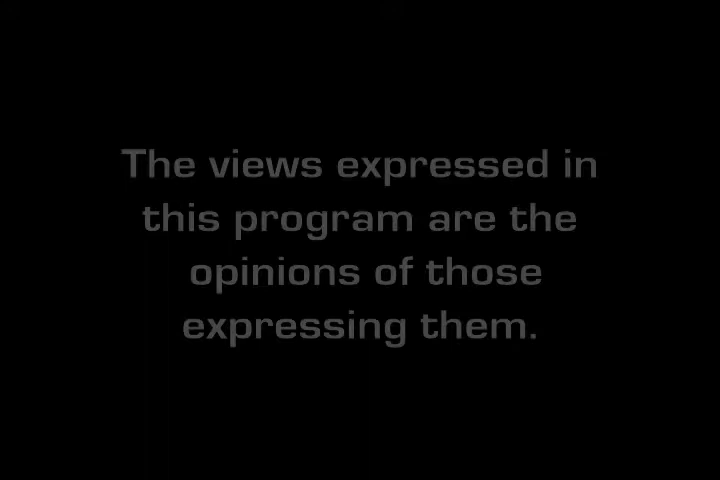 The views expressed in
this program are the
opinions of those
expressing them.